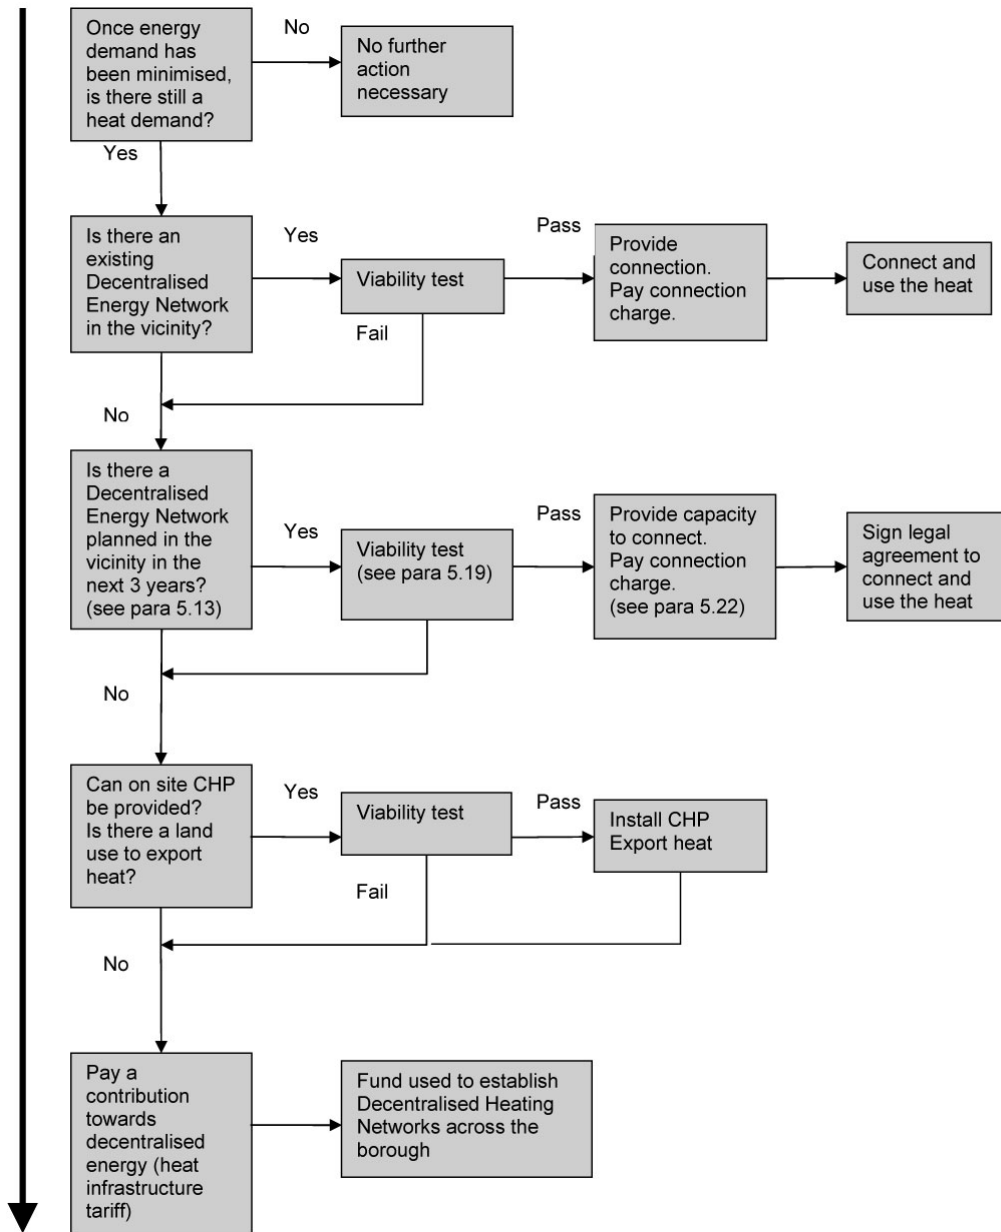 Once energy
demand has
been minimised,
is there still a
heat demand?
No
No further
action
necessary
Yes
Is there an
existing
Decentralised
Energy Network
in the vicinity?
Yes
Viability test
Pass
Provide
connection.
Pay connection
charge.
Connect and
use the heat
Fail
No
Is there a
Decentralised
Energy Network
planned in the
vicinity in the
next 3 years?
(see para 5.13)
Yes
Viability test
(see para 5.19)
Pass
Provide capacity
to connect.
Pay connection
charge.
(see para 5.22)
Sign legal
agreement to
connect and
use the heat
No
Can on site CHP
be provided?
Is there a land
use to export
heat?
Yes
Viability test
Pass
Install CHP
Export heat
Fail
No
Pay a
contribution
towards
decentralised
energy (heat
infrastructure
tariff)
Fund used to establish
Decentralised Heating
Networks across the
borough